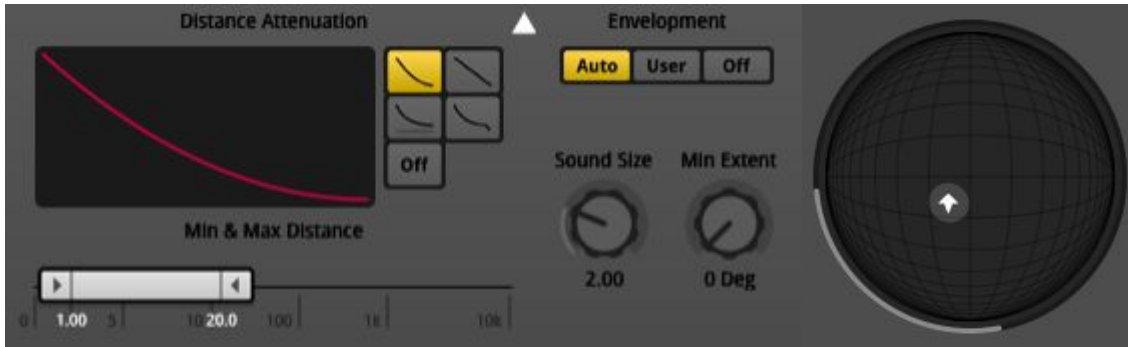 Distance Attenuation
Envelopment
Auto User Off
Off
Sound Size Min Extent
Min & Max Distance
2.00 0 Deg
0 1.00 5 10 20.0 100 1k 10k